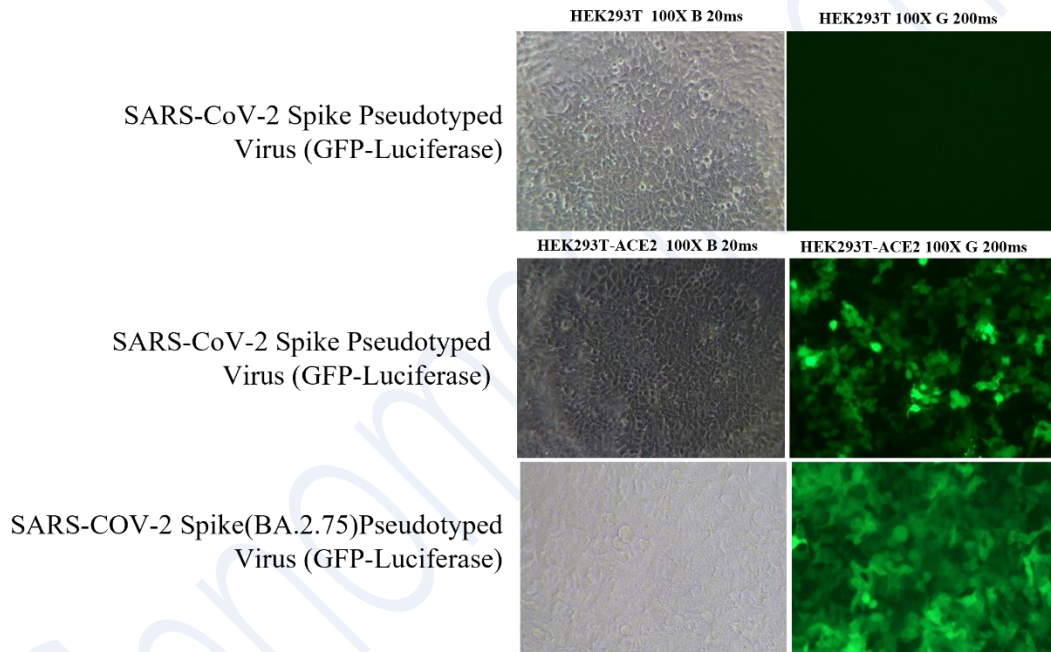 HEK293T 100X B 20ms
HEK293T 100X G 200ms
SARS-CoV-2 Spike Pseudotyped
Virus (GFP-Luciferase)
HEK293T-ACE2 100X B 20ms
HEK293T-ACE2 100X G 200ms
SARS-CoV-2 Spike Pseudotyped
Virus (GFP-Luciferase)
SARS-COV-2 Spike(BA.2.75)Pseudotyped
Virus (GFP-Luciferase)